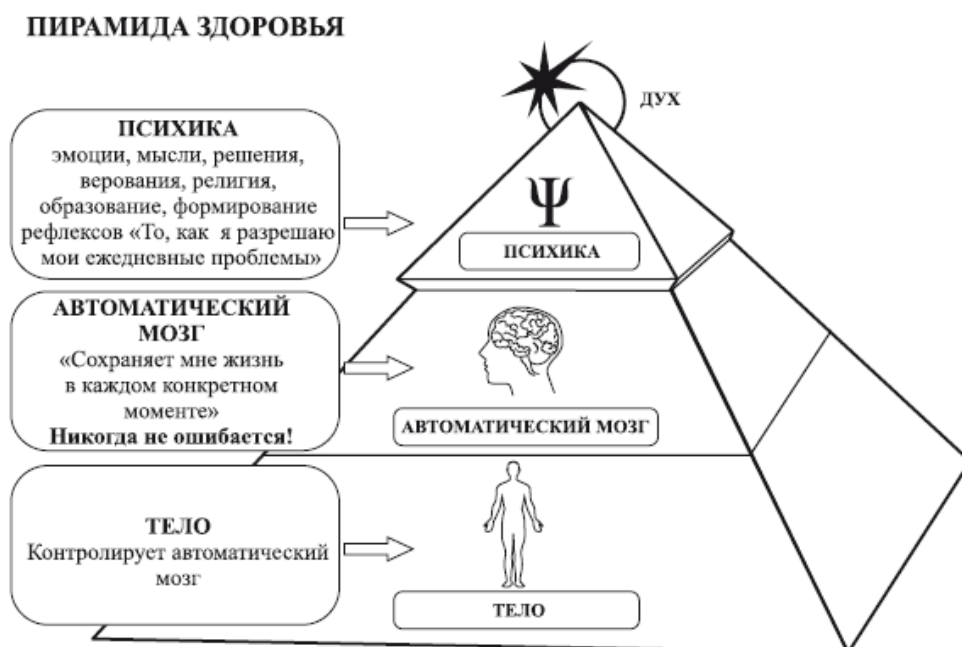 ПИРАМИДА ЗДОРОВЬЯ
ДУХ
ПСИХИКА
эмоции, мысли, решения,
верования, религия,
образование, формирование
рефлексов «То, как я разрешаю
мои ежедневные проблемы»
Ψ
ПСИХИКА
АВТОМАТИЧЕСКИЙ
МОЗГ
«Сохраняет мне жизнь
в каждом конкретном
моменте»
Никогда не ошибается!
АВТОМАТИЧЕСКИЙ МОЗГ
ТЕЛО
Контролирует автоматический
мозг
ТЕЛО